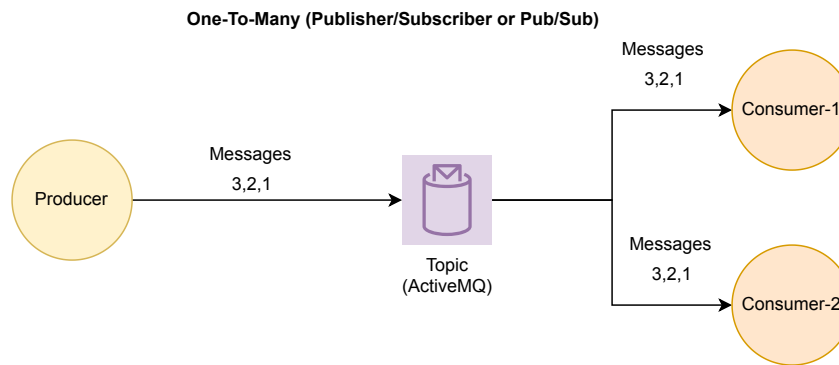 One-To-Many (Publisher/Subscriber or Pub/Sub)
Messages
3,2,1
Consumer-1
Messages
3,2,1
Producer
Topic
(ActiveMQ)
Messages
3,2,1
Consumer-2